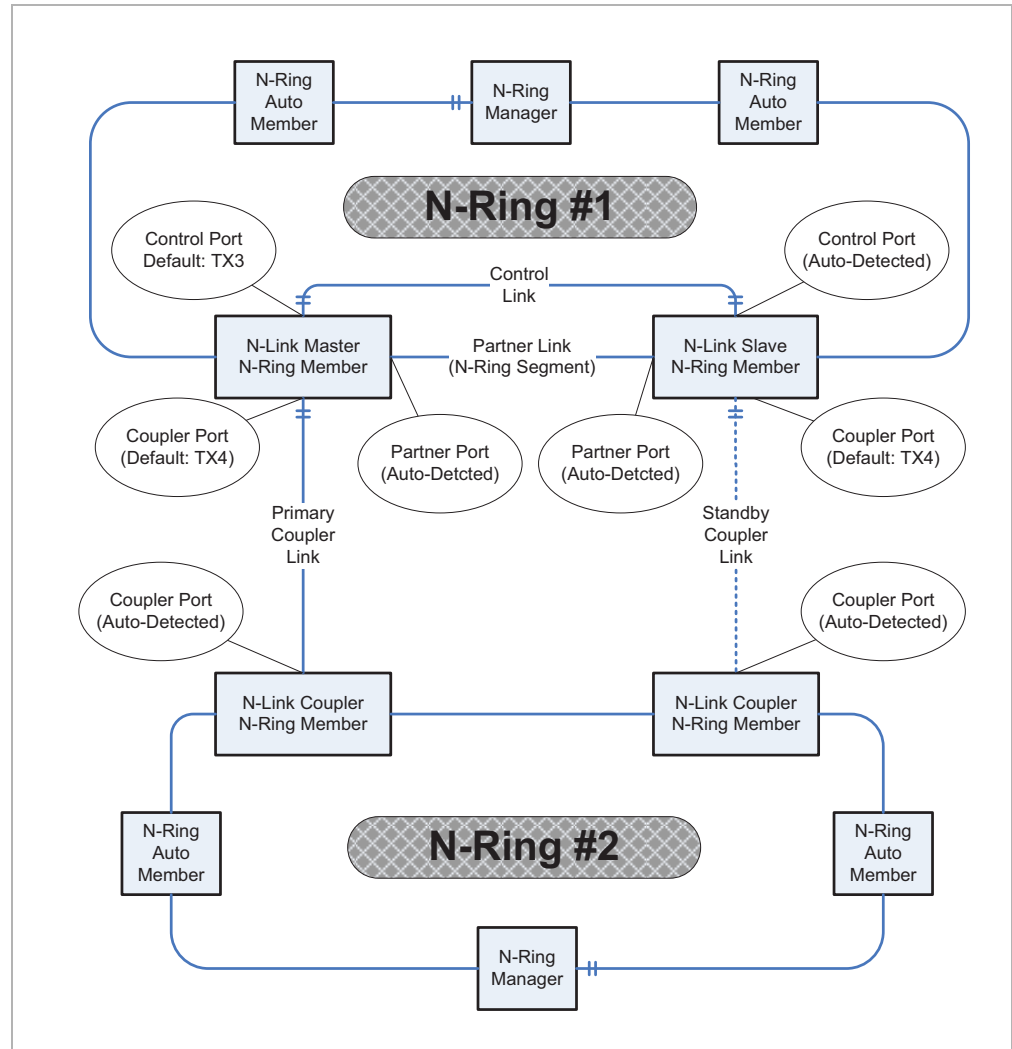 N-Ring
Auto
Member
N-Ring
Manager
N-Ring
Auto
Member
N-Ring #1
Control Port
Default: TX3
Control
Link
Control Port
(Auto-Detected)
N-Link Master
N-Ring Member
Partner Link
(N-Ring Segment)
N-Link Slave
N-Ring Member
Coupler Port
(Default: TX4)
Partner Port
(Auto-Detcted)
Partner Port
(Auto-Detcted)
Coupler Port
(Default: TX4)
Primary
Coupler
Link
Standby
Coupler
Link
Coupler Port
(Auto-Detected)
Coupler Port
(Auto-Detected)
N-Link Coupler
N-Ring Member
N-Link Coupler
N-Ring Member
N-Ring
Auto
Member
N-Ring #2
N-Ring
Auto
Member
N-Ring
Manager